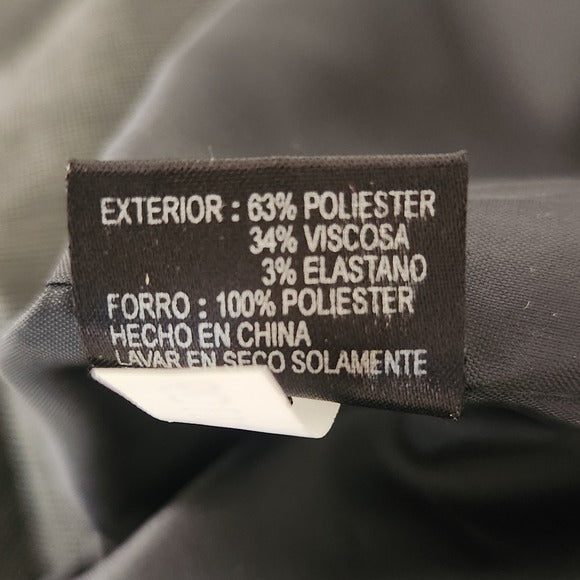 EXTERIOR : 63% POLIESTER
34% VISCOSA
3% ELASTANO
FORRO : 100% POLIESTER
HECHO EN CHINA
LAVAR EN SECO SOLAMENTE